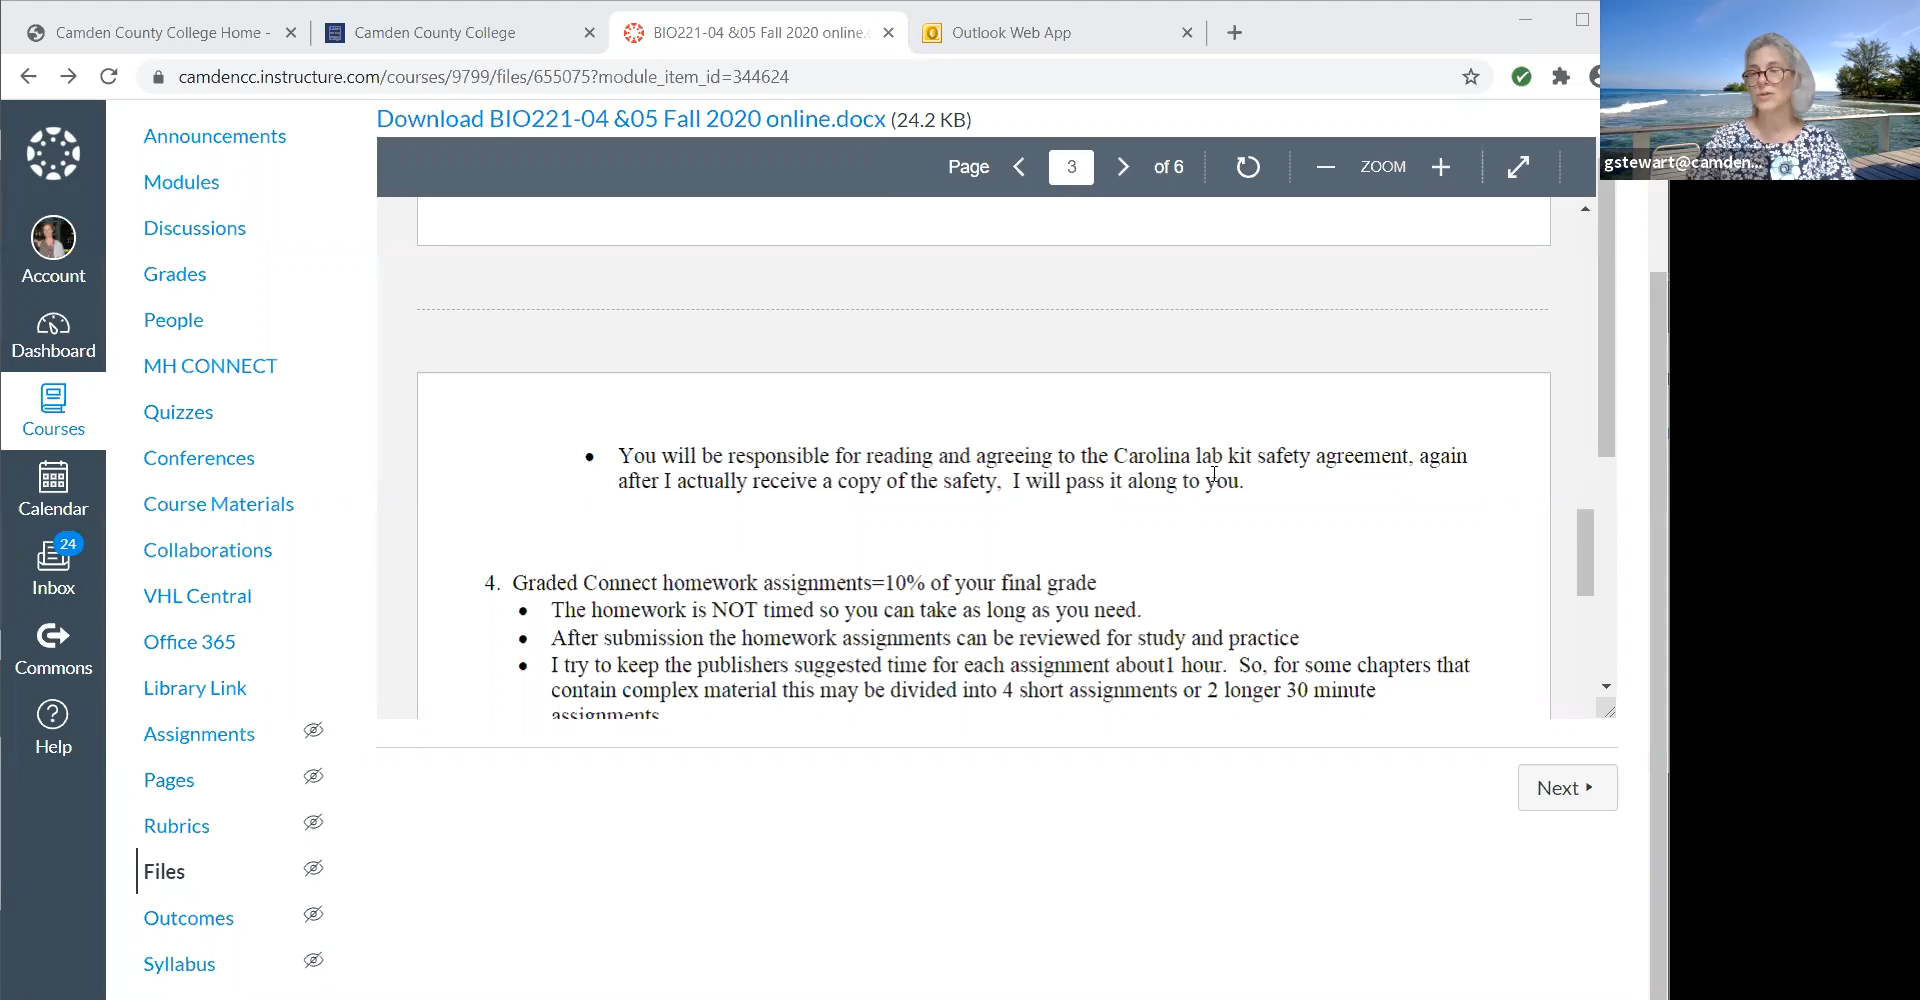 Camden County College Home -
Camden County College
BIO221-04 &05 Fall 2020 online.
Outlook Web App
camdencc.instructure.com/courses/9799/files/655075?module_item_id=344624
gstewart@camden...
Account
Dashboard
Courses
Calendar
24
Inbox
Commons
Help
Announcements
Modules
Discussions
Grades
People
MH CONNECT
Quizzes
Conferences
Course Materials
Collaborations
VHL Central
Office 365
Library Link
Assignments
Pages
Rubrics
Files
Outcomes
Syllabus
Download BIO221-04 &05 Fall 2020 online.docx (24.2 KB)
Page 3 of 6 ZOOM
• You will be responsible for reading and agreeing to the Carolina lab kit safety agreement, again
after I actually receive a copy of the safety, I will pass it along to you.
4. Graded Connect homework assignments=10% of your final grade
• The homework is NOT timed so you can take as long as you need.
• After submission the homework assignments can be reviewed for study and practice
• I try to keep the publishers suggested time for each assignment about1 hour. So, for some chapters that
contain complex material this may be divided into 4 short assignments or 2 longer 30 minute
assignments
Next